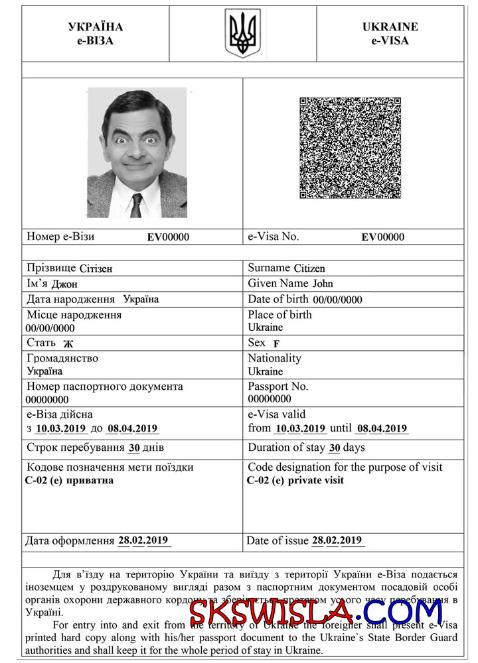 УКРАЇНА
е-ВІЗА
UKRAINE
e-VISA
Номер е-Візи EV00000
e-Visa No. EV00000
Прізвище Сітізен
Surname Citizen
Ім'я Джон
Given Name John
Дата народження Україна
Date of birth 00/00/0000
Місце народження
00/00/0000
Place of birth
Ukraine
Стать Ж
Sex F
Громадянство
Україна
Nationality
Ukraine
Номер паспортного документа
00000000
Passport No.
00000000
е-Віза дійсна
з 10.03.2019 до 08.04.2019
e-Visa valid
from 10.03.2019 until 08.04.2019
Строк перебування 30 днів
Duration of stay 30 days
Кодове позначення мети поїздки
C-02 (e) приватна
Code designation for the purpose of visit
C-02 (e) private visit
Дата оформлення 28.02.2019
Date of issue 28.02.2019
Для в'їзду на територію України та виїзду з території України е-Віза подається
іноземцем у роздрукованому вигляді разом з паспортним документом посадовій особі
органів охорони державного кордону та зберігається протягом усього часу перебування в
Україні.
For entry into and exit from the territory of Ukraine the foreigner shall present e-Visa
printed hard copy along with his/her passport document to the Ukraine`s State Border Guard
authorities and shall keep it for the whole period of stay in Ukraine.
SKSWISLA.COM